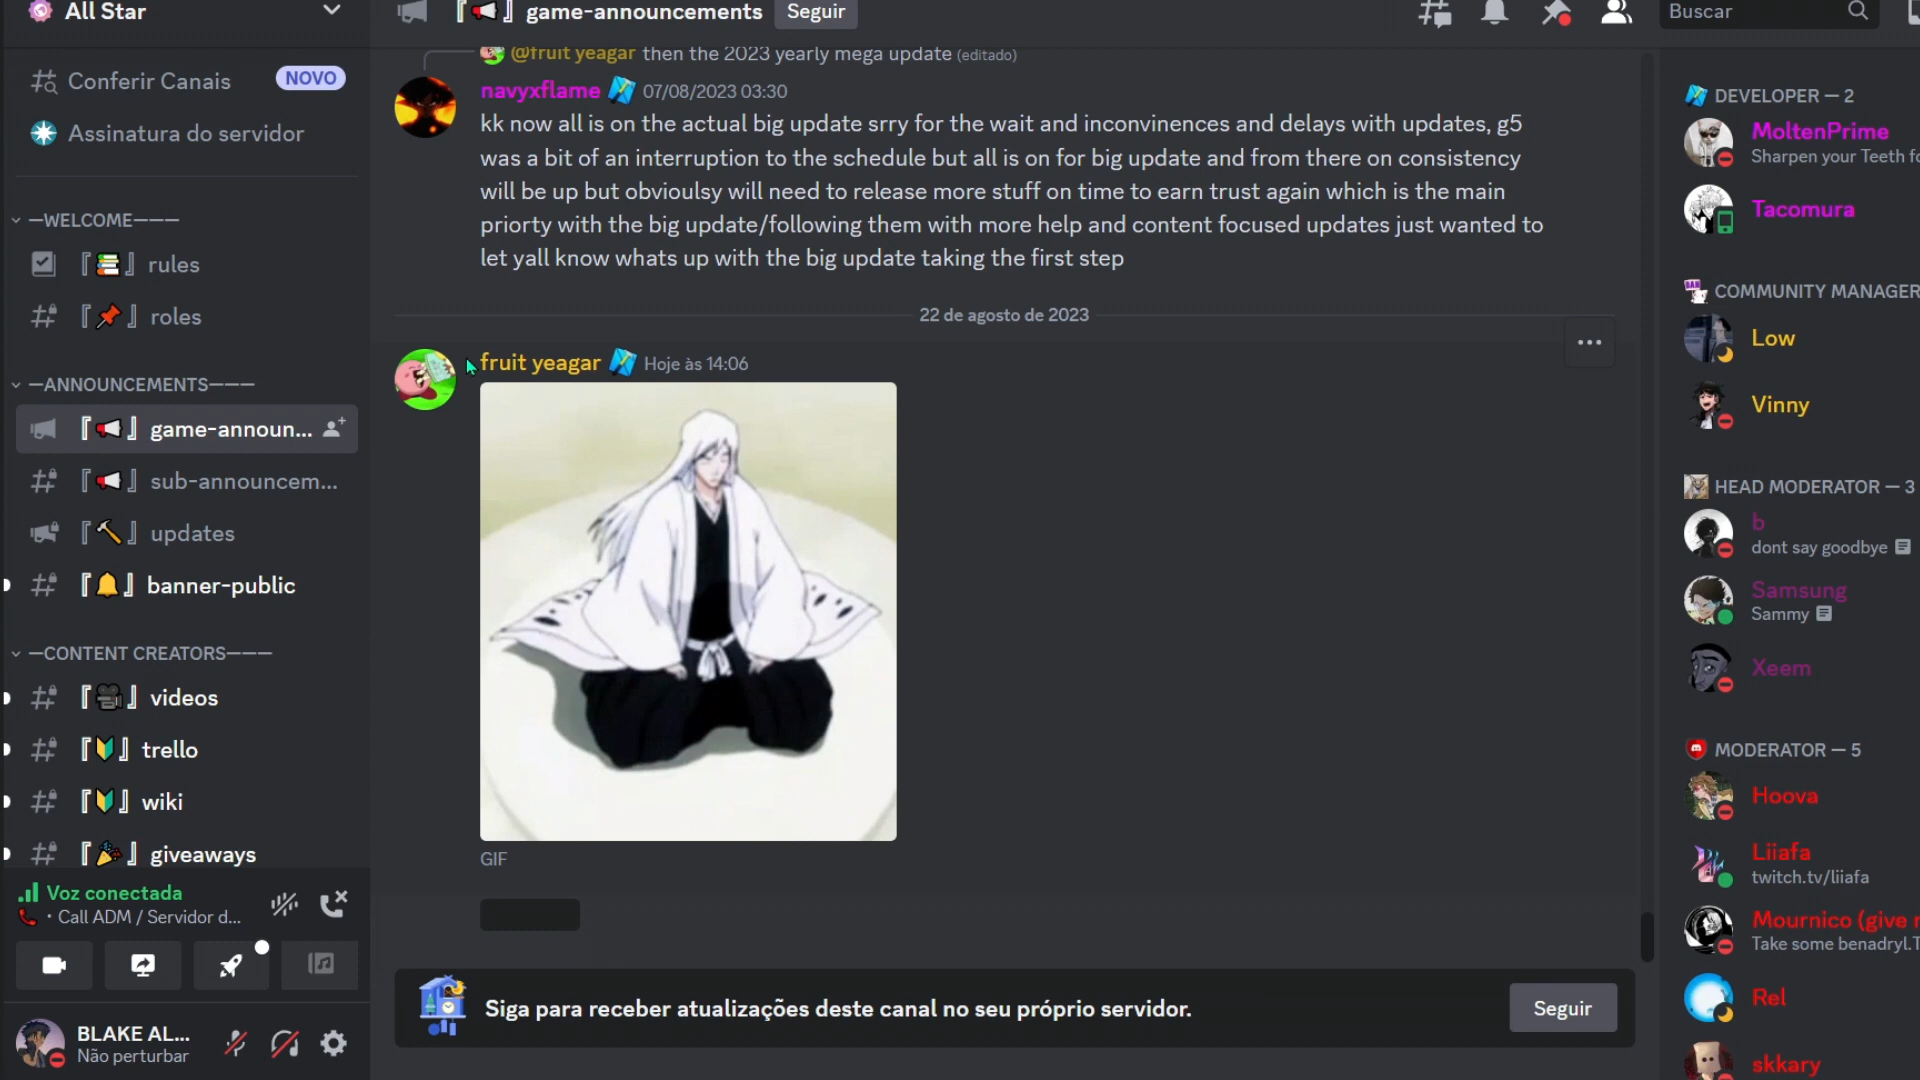 All Star
Conferir Canais
NOVO
Assinatura do servidor
—WELCOME———
『📚』rules
『📌』roles
—ANNOUNCEMENTS———
『📢』game-announ...
『📢』sub-announcem...
『🔨』updates
『🔔』banner-public
—CONTENT CREATORS———
『🎥』videos
『🔰』trello
『🔰』wiki
『🎉』giveaways
Voz conectada
Call ADM / Servidor d...
BLAKE AL...
Não perturbar
『📢』game-announcements
Seguir
Buscar
@fruit yeagar then the 2023 yearly mega update (editado)
navyxflame 07/08/2023 03:30
kk now all is on the actual big update srry for the wait and inconvinences and delays with updates, g5
was a bit of an interruption to the schedule but all is on for big update and from there on consistency
will be up but obvioulsy will need to release more stuff on time to earn trust again which is the main
priorty with the big update/following them with more help and content focused updates just wanted to
let yall know whats up with the big update taking the first step
22 de agosto de 2023
fruit yeagar Hoje às 14:06
GIF
Siga para receber atualizações deste canal no seu próprio servidor.
Seguir
DEVELOPER — 2
MoltenPrime
Sharpen your Teeth fo
Tacomura
COMMUNITY MANAGER
Low
Vinny
HEAD MODERATOR — 3
b
dont say goodbye
Samsung
Sammy
Xeem
MODERATOR — 5
Hoova
Liiafa
twitch.tv/liiafa
Mournico (give
Take some benadryl.T
Rel
skkary